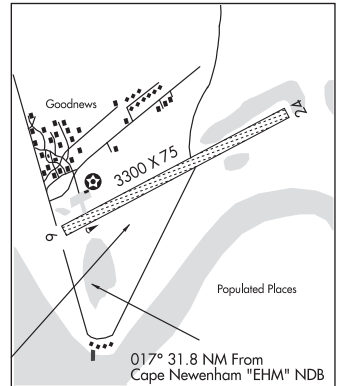 Goodnews
24
3300 X 75
6
Populated Places
017° 31.8 NM From
Cape Newenham "EHM" NDB